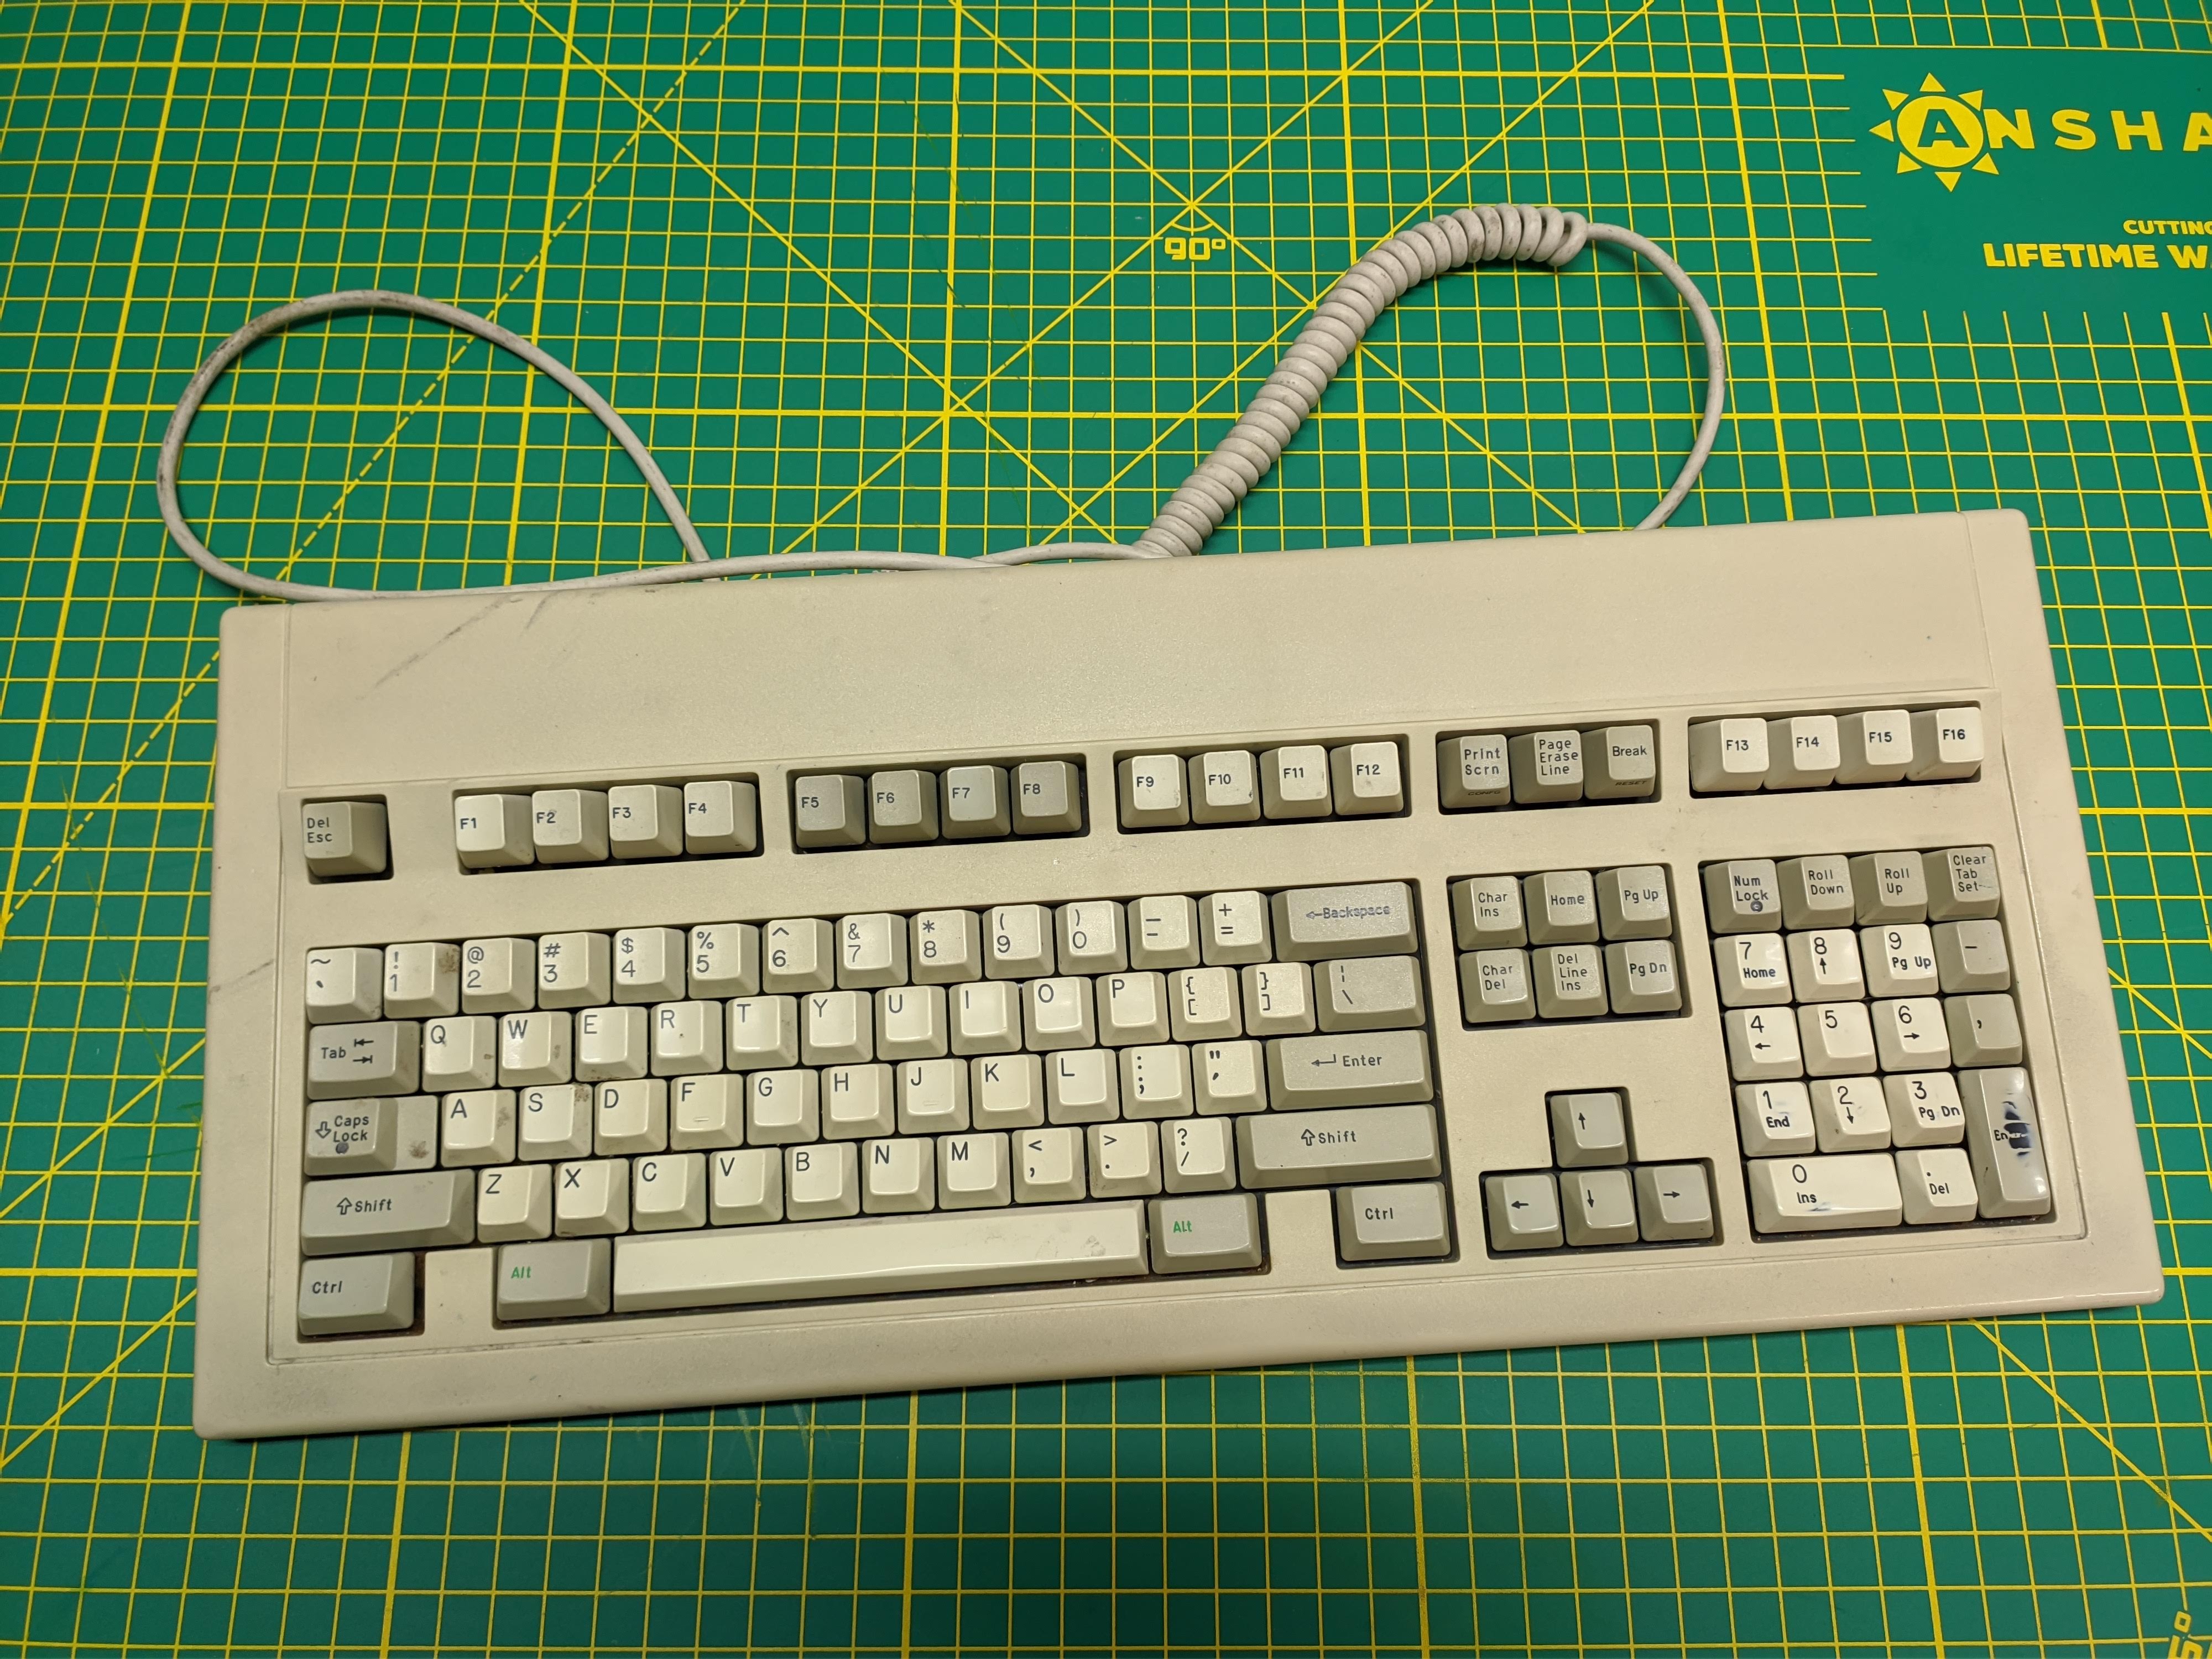 ANSHA
CUTTING
LIFETIME W
90°
Del
Esc
F1 F2 F3 F4 F5 F6 F7 F8 F9 F10 F11 F12
Print
Scrn
CONFG
Page
Erase
Line
Break
RESET
F13 F14 F15 F16
~
`
!
1
@
2
#
3
$
4
%
5
^
6
&
7
*
8
(
9
)
0
_
-
+
=
←Backspace
Char
Ins
Home
Pg Up
Num
Lock
Roll
Down
Roll
Up
Clear
Tab
Set
Tab
Q W E R T Y U I O P
{
[
}
]
¦
\
Char
Del
Del
Line
Ins
Pg Dn
7
Home
8
↑
9
Pg Up
-
⇩ Caps
Lock
A S D F G H J K L
:
;
"
'
↵ Enter
4
←
5
6
→
,
⇧Shift
Z X C V B N M
<
,
>
.
?
/
⇧Shift
↑
1
End
2
↓
3
Pg Dn
Ctrl
Alt
Alt
Ctrl
← ↓ →
0
Ins
.
Del
5°